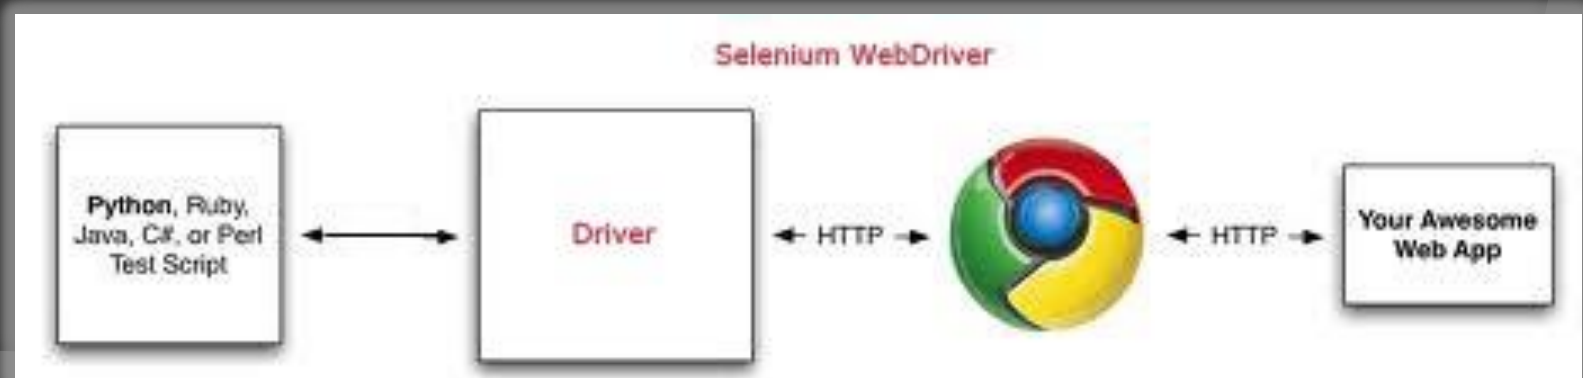 Selenium WebDriver
Python, Ruby,
Java, C#, or Perl
Test Script
Driver
HTTP
HTTP
Your Awesome
Web App